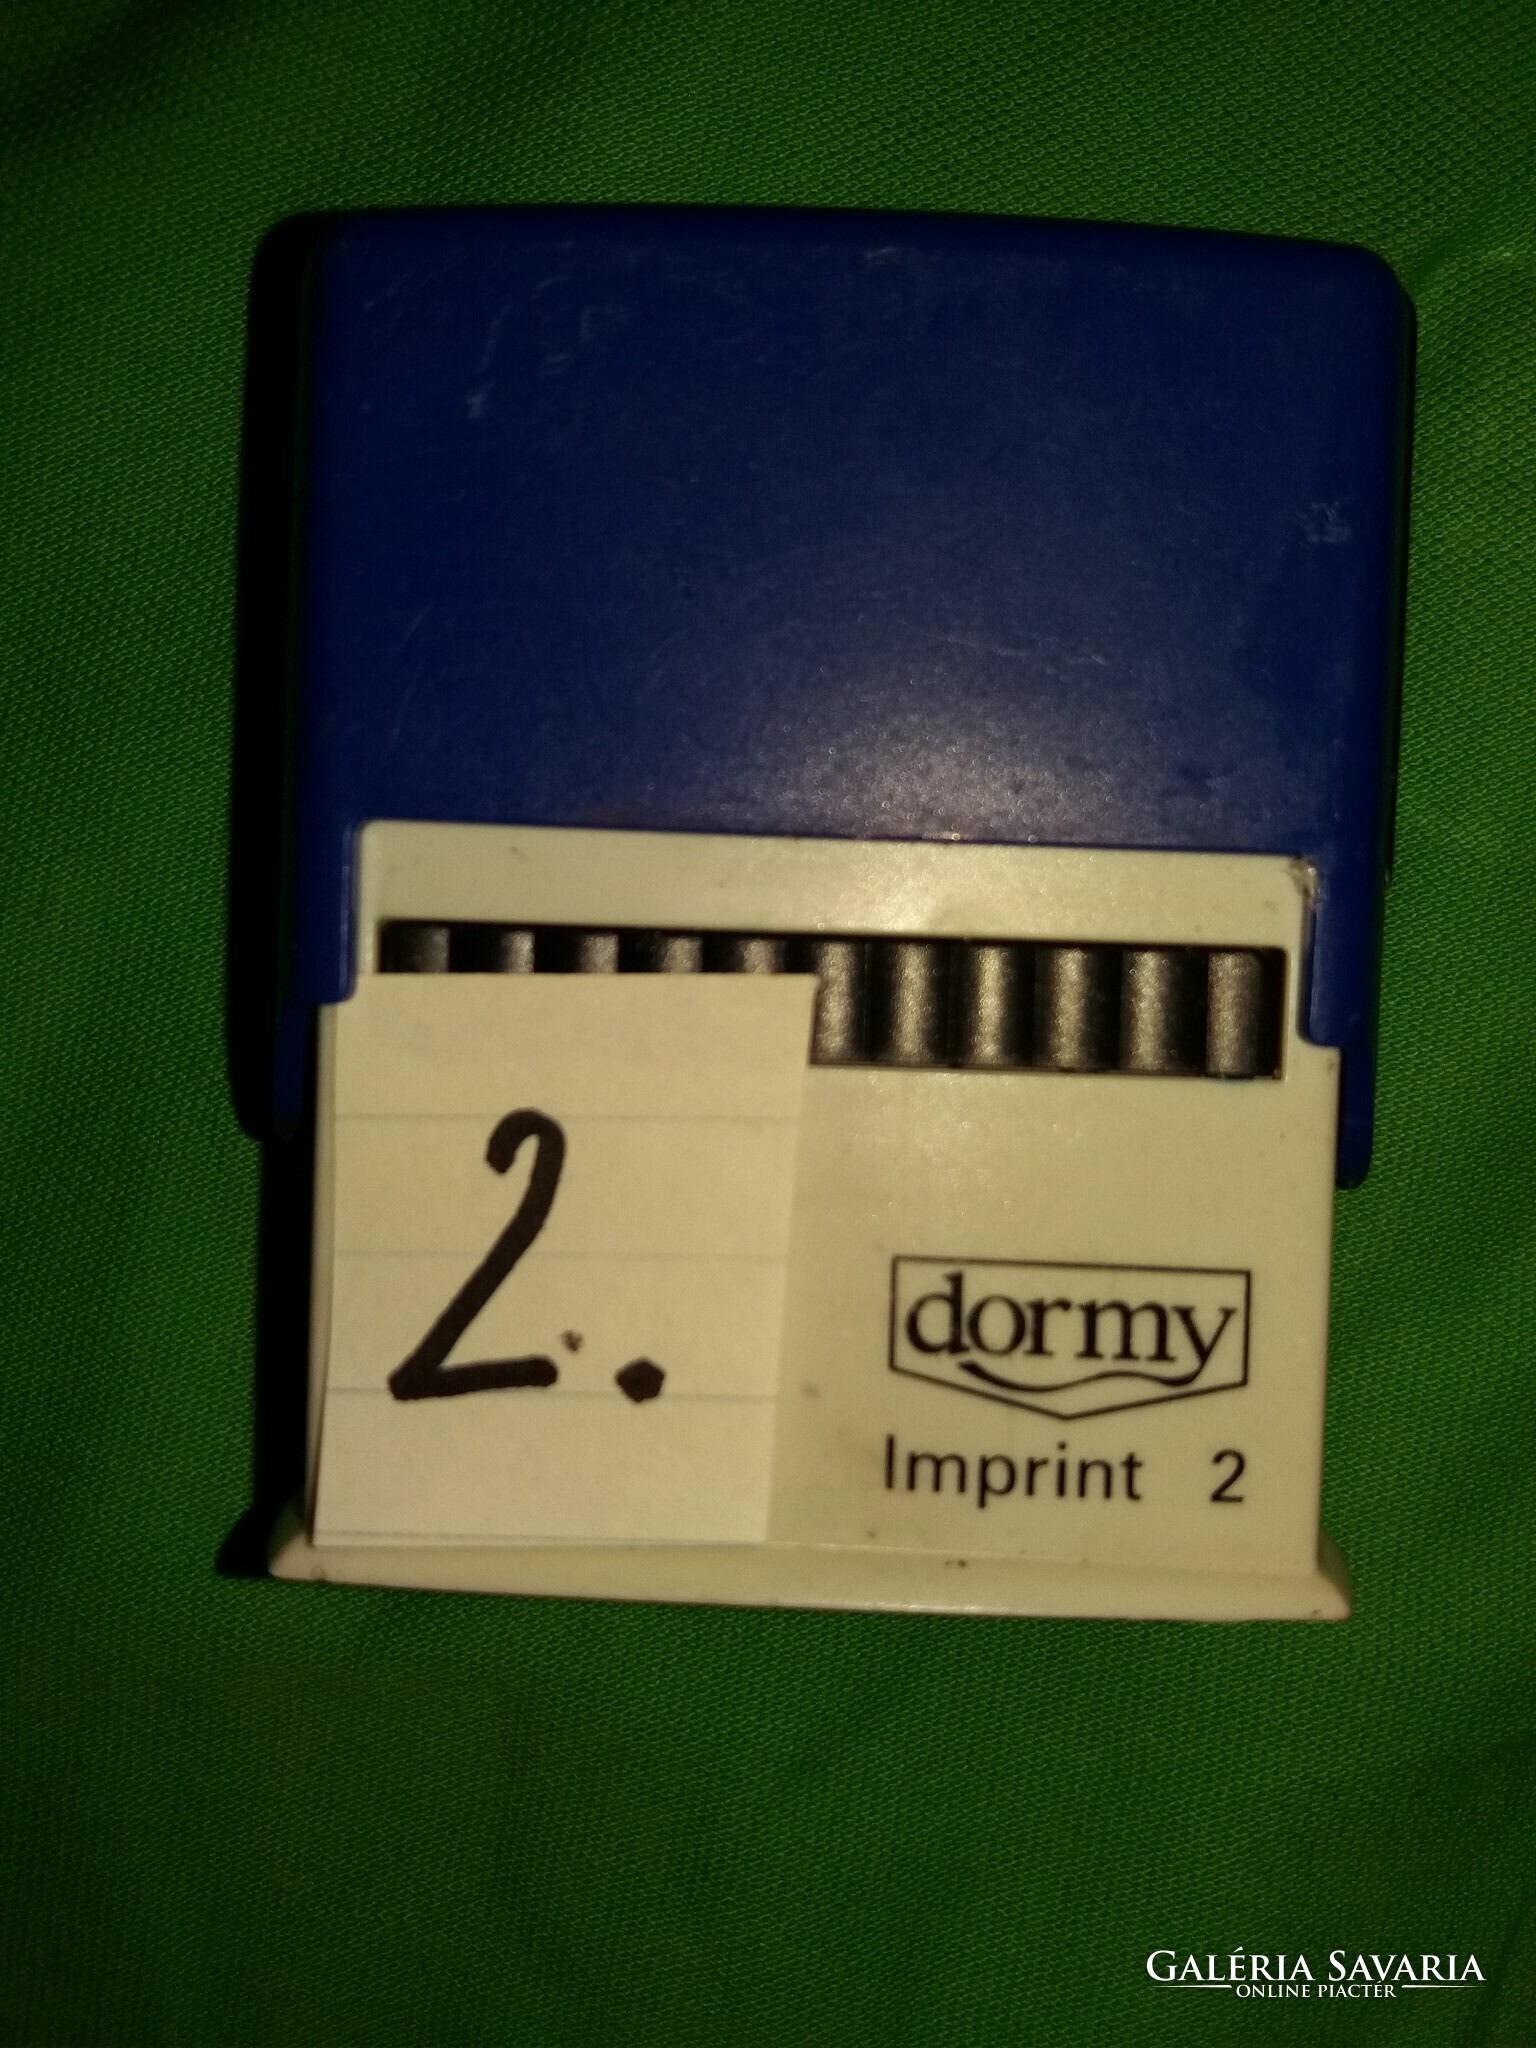 2.
dormy
Imprint 2
GALÉRIA SAVARIA
ONLINE PIACTÉR